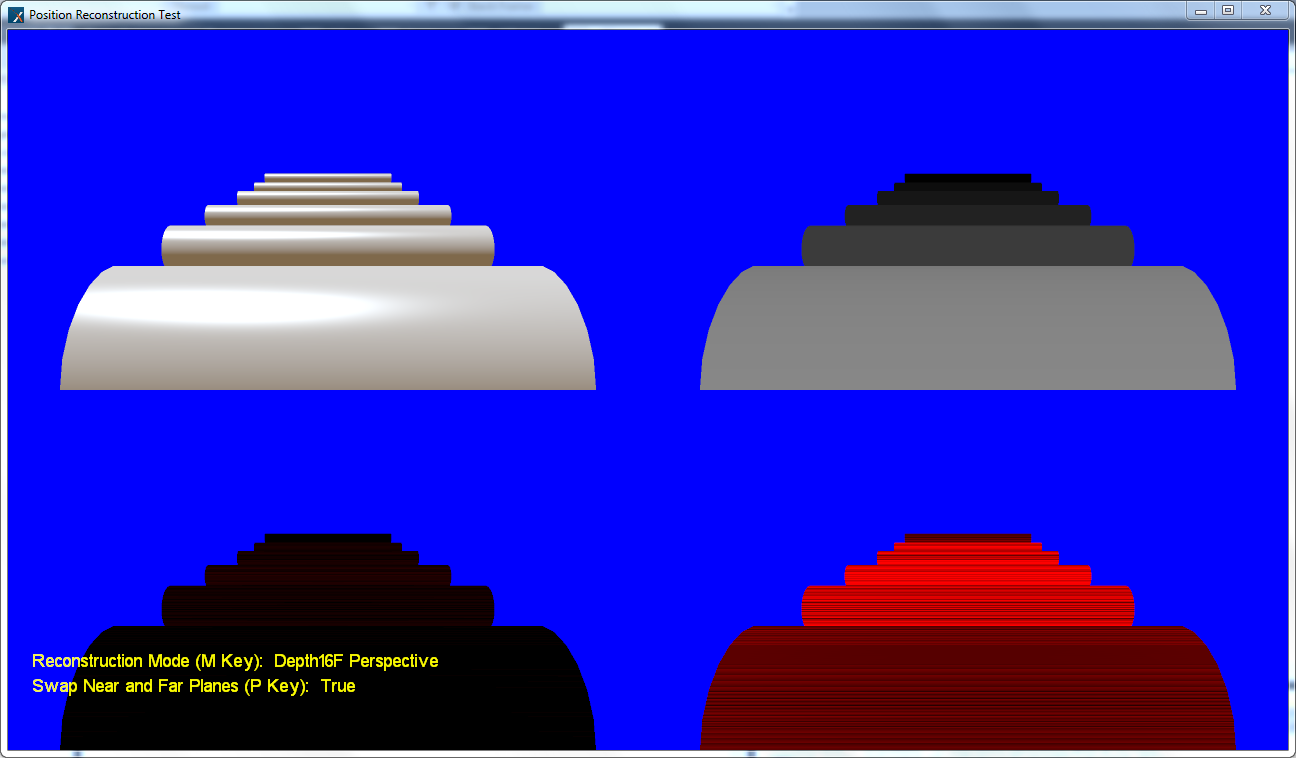 Position Reconstruction Test
Reconstruction Mode (M Key): Depth16F Perspective
Swap Near and Far Planes (P Key): True